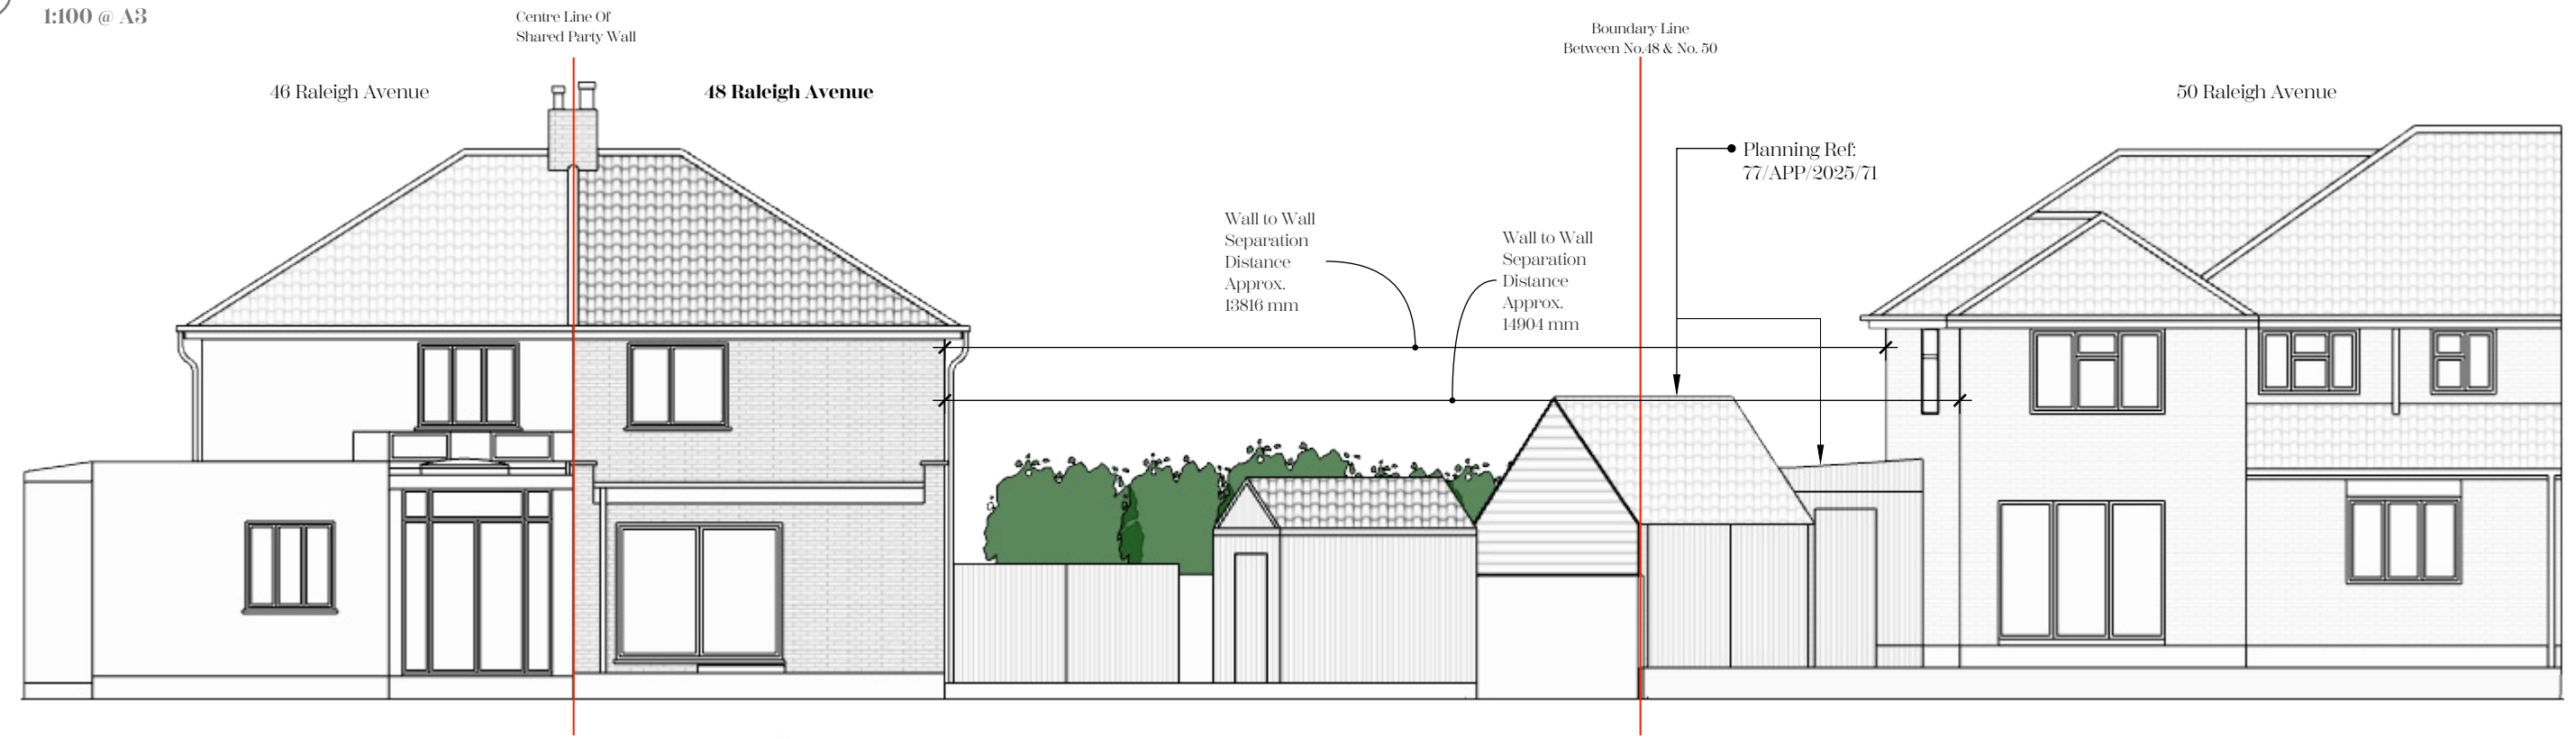 1:100 @ A3
Centre Line Of
Shared Party Wall
Boundary Line
Between No.48 & No. 50
46 Raleigh Avenue
48 Raleigh Avenue
50 Raleigh Avenue
Planning Ref:
77/APP/2025/71
Wall to Wall
Separation
Distance
Approx.
13816 mm
Wall to Wall
Separation
Distance
Approx.
14904 mm